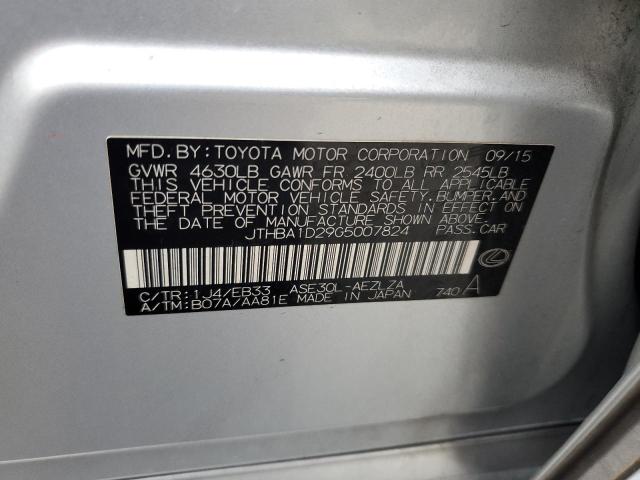 MFD. BY: TOYOTA MOTOR CORPORATION 09/15
GVWR 4630LB GAWR FR 2400LB RR 2545LB
THIS VEHICLE CONFORMS TO ALL APPLICABLE
FEDERAL MOTOR VEHICLE SAFETY, BUMPER, AND
THEFT PREVENTION STANDARDS IN EFFECT ON
THE DATE OF MANUFACTURE SHOWN ABOVE.
JTHBA1D29G5007824 PASS.CAR
C/TR: 1J4/EB33 ASE30L-AEZLZA
A/TM: B07A/AA81E MADE IN JAPAN 740 A